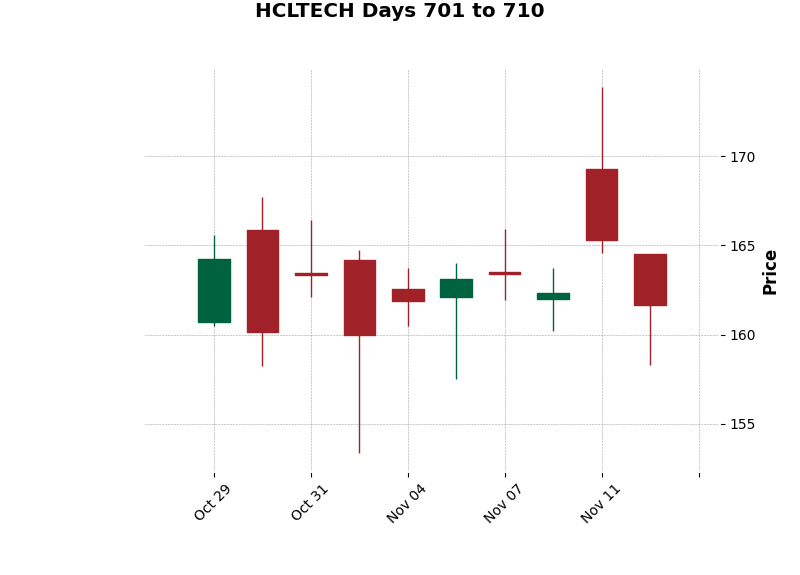 HCLTECH Days 701 to 710
170
165
160
155
Price
Oct 29
Oct 31
Nov 04
Nov 07
Nov 11